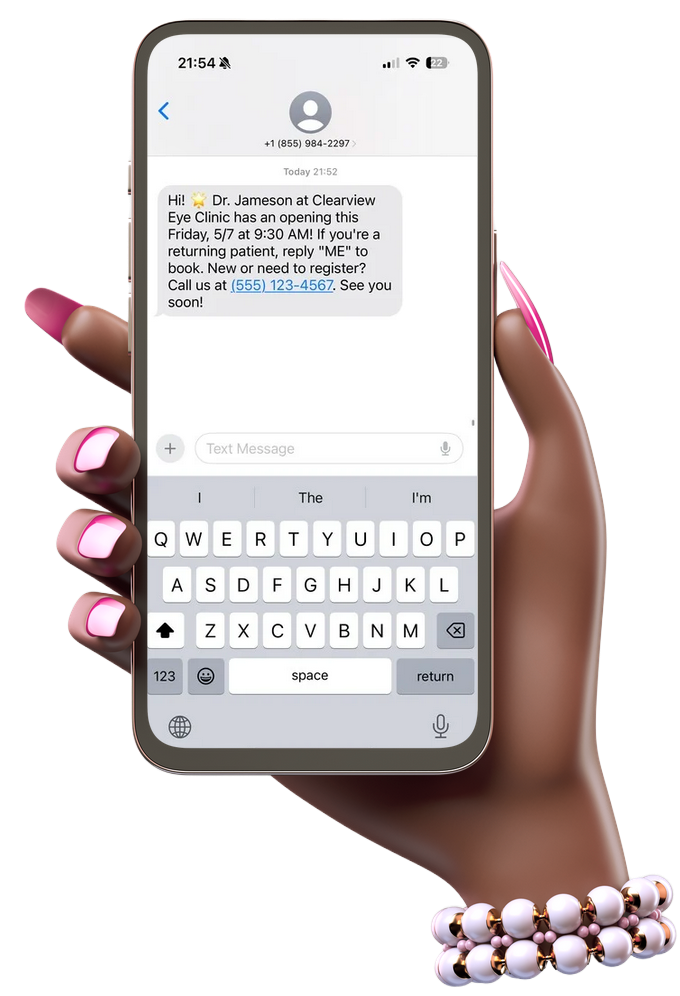 21:54
22
+1 (855) 984-2297
Today 21:52
Hi! 🌟 Dr. Jameson at Clearview
Eye Clinic has an opening this
Friday, 5/7 at 9:30 AM! If you're a
returning patient, reply "ME" to
book. New or need to register?
Call us at (555) 123-4567. See you
soon!
Text Message
I The I'm
Q W E R T Y U I O P
A S D F G H J K L
Z X C V B N M
123 space return